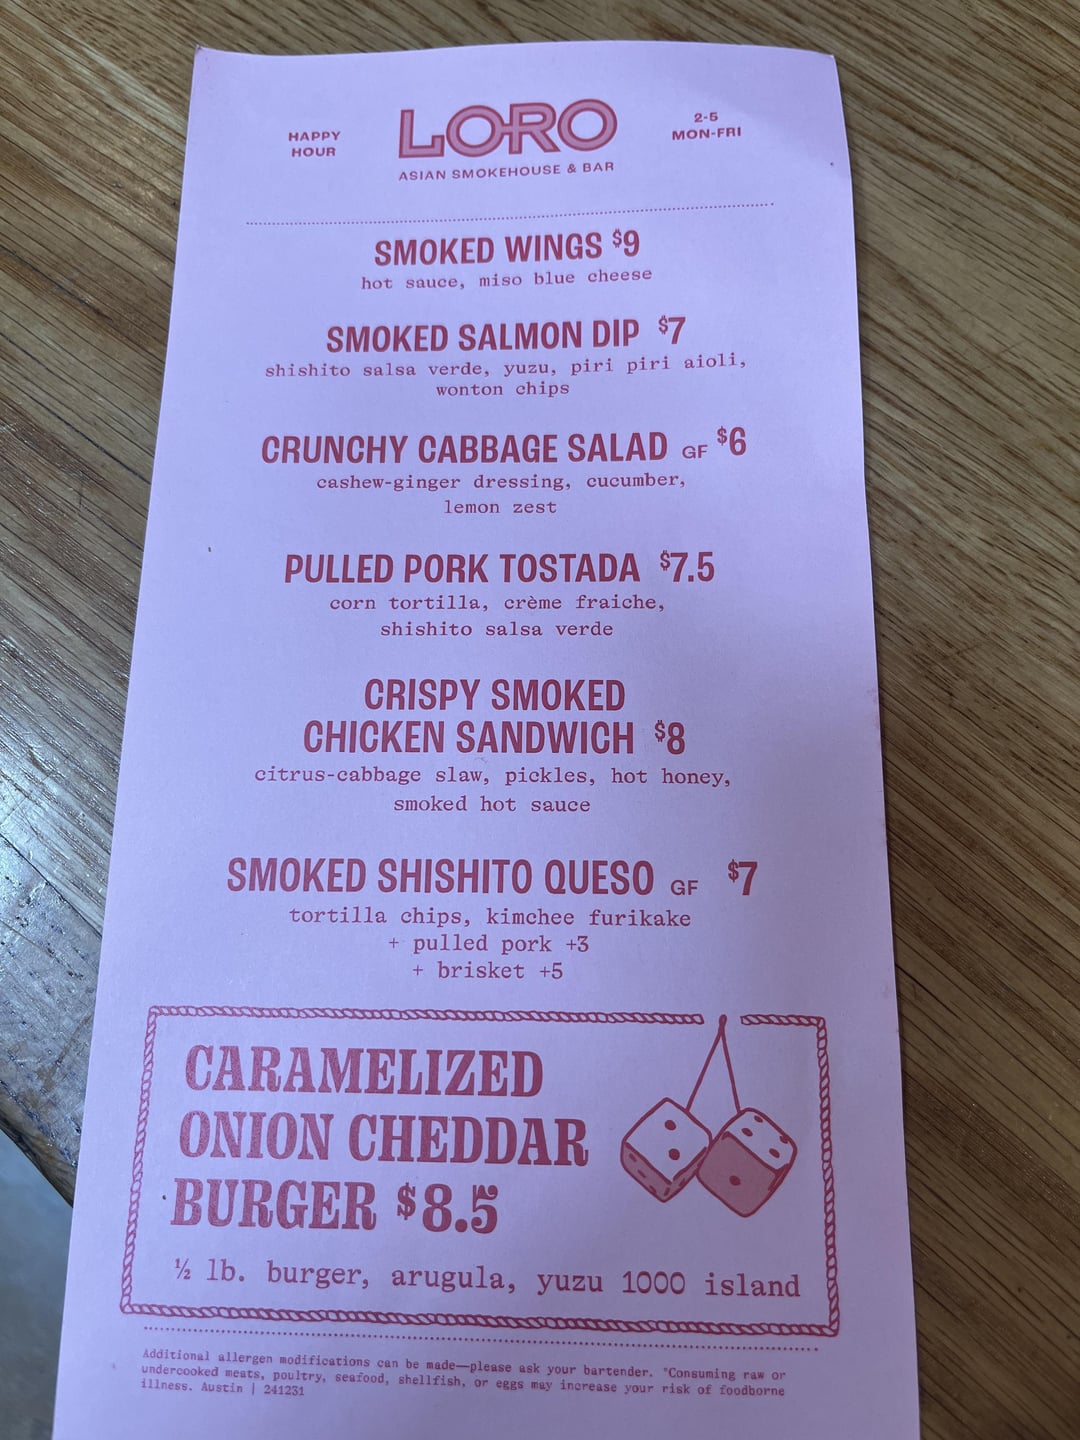 HAPPY
HOUR
LORO
ASIAN SMOKEHOUSE & BAR
2-5
MON-FRI
SMOKED WINGS $9
hot sauce, miso blue cheese
SMOKED SALMON DIP $7
shishito salsa verde, yuzu, piri piri aioli,
wonton chips
CRUNCHY CABBAGE SALAD GF $6
cashew-ginger dressing, cucumber,
lemon zest
PULLED PORK TOSTADA $7.5
corn tortilla, crème fraiche,
shishito salsa verde
CRISPY SMOKED
CHICKEN SANDWICH $8
citrus-cabbage slaw, pickles, hot honey,
smoked hot sauce
SMOKED SHISHITO QUESO GF $7
tortilla chips, kimchee furikake
+ pulled pork +3
+ brisket +5
CARAMELIZED
ONION CHEDDAR
BURGER $8.5
½ lb. burger, arugula, yuzu 1000 island
Additional allergen modifications can be made—please ask your bartender. *Consuming raw or
undercooked meats, poultry, seafood, shellfish, or eggs may increase your risk of foodborne
illness. Austin | 241231